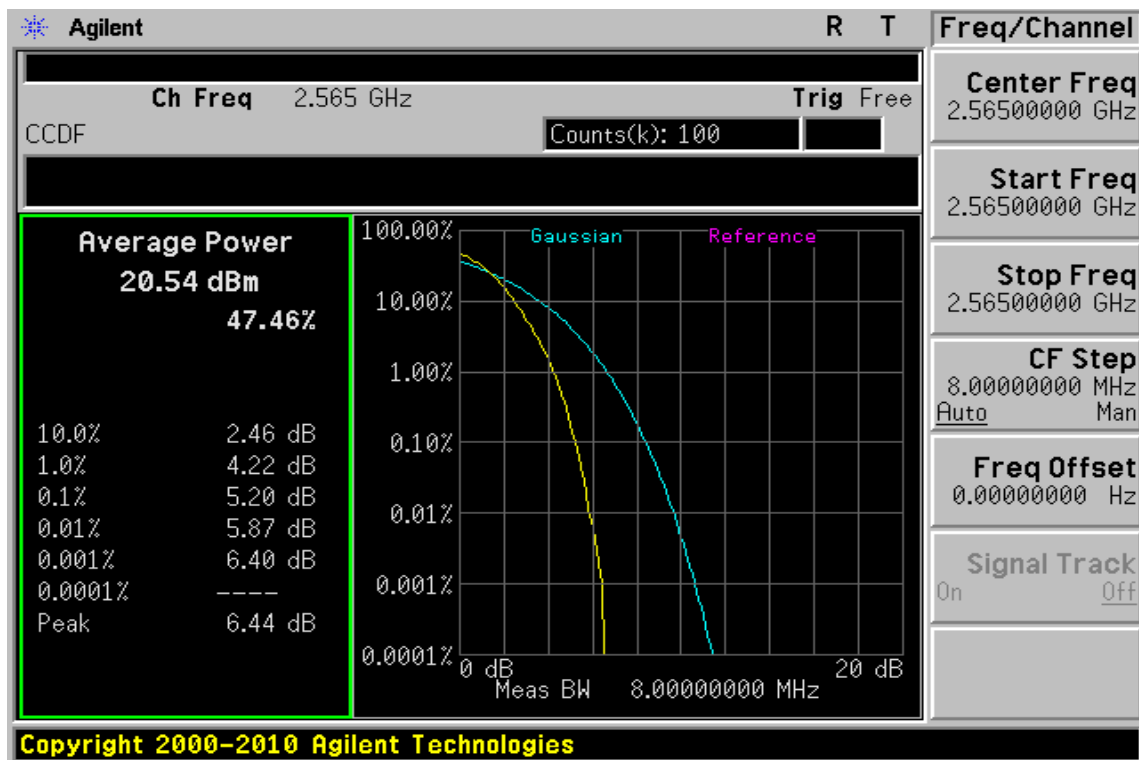 Agilent R T
Ch Freq 2.565 GHz Trig Free
CCDF Counts(k): 100
Average Power
20.54 dBm
47.46%
10.0% 2.46 dB
1.0% 4.22 dB
0.1% 5.20 dB
0.01% 5.87 dB
0.001% 6.40 dB
0.0001% ----
Peak 6.44 dB
Gaussian Reference
100.00%
10.00%
1.00%
0.10%
0.01%
0.001%
0.0001%
0 dB 20 dB
Meas BW 8.00000000 MHz
Freq/Channel
Center Freq
2.56500000 GHz
Start Freq
2.56500000 GHz
Stop Freq
2.56500000 GHz
CF Step
8.00000000 MHz
Auto Man
Freq Offset
0.00000000 Hz
Signal Track
On Off
Copyright 2000-2010 Agilent Technologies